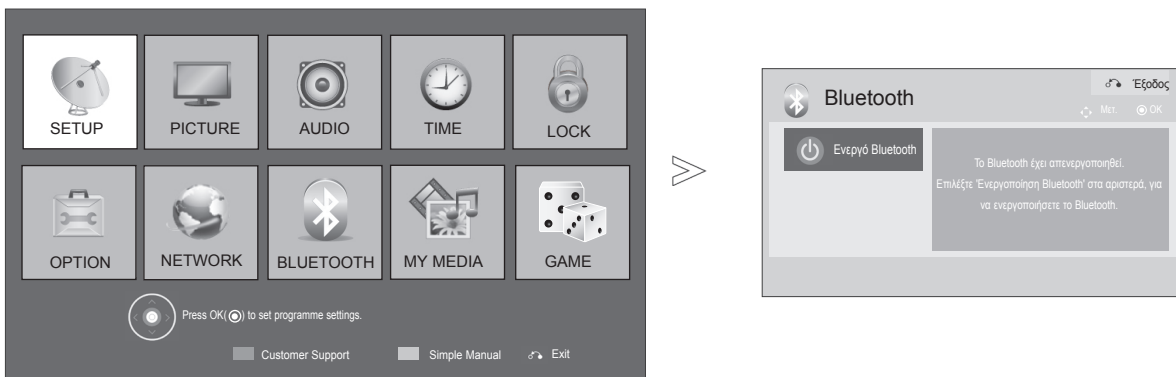 SETUP PICTURE AUDIO TIME LOCK
OPTION NETWORK BLUETOOTH MY MEDIA GAME
Press OK(◉) to set programme settings.
Customer Support Simple Manual Exit
Bluetooth
Έξοδος
Μετ. OK
Ενεργό Bluetooth
Το Bluetooth έχει απενεργοποιηθεί.
Επιλέξτε 'Ενεργοποίηση Bluetooth' στα αριστερά, για
να ενεργοποιήσετε το Bluetooth.